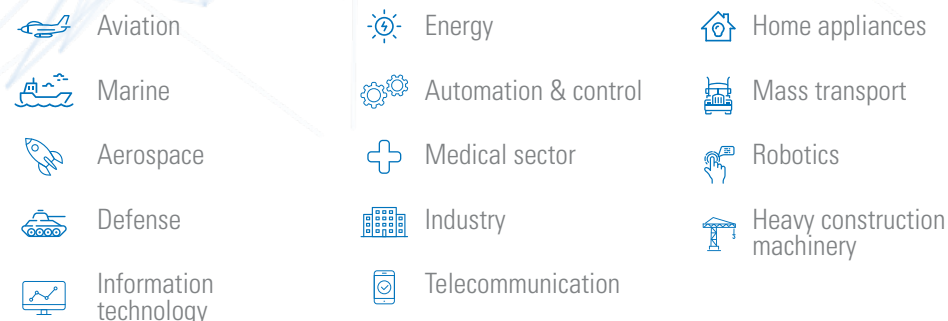 Aviation
Marine
Aerospace
Defense
Information
technology
Energy
Automation & control
Medical sector
Industry
Telecommunication
Home appliances
Mass transport
Robotics
Heavy construction
machinery